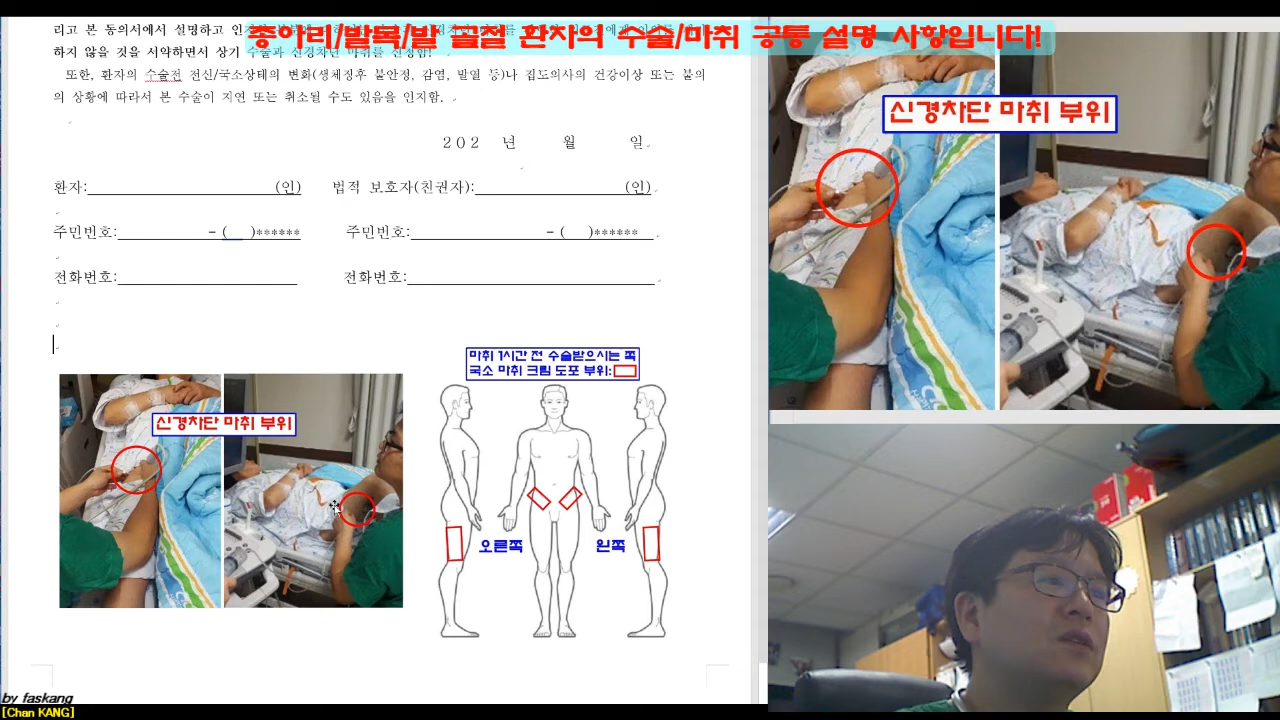 종아리/발목/발 골절 환자의 수술/마취 공통 설명 사항입니다!
리고 본 동의서에서 설명하고 인
하지 않을 것을 서약하면서 상기 수술과 신경차단 마취를 신청함!
또한, 환자의 수술전 전신/국소상태의 변화(생체징후 불안정, 감염, 발열 등)나 집도의사의 건강이상 또는 불의
의 상황에 따라서 본 수술이 지연 또는 취소될 수도 있음을 인지함.
202 년 월 일
환자: (인) 법적 보호자(친권자): (인)
주민번호: - ( )****** 주민번호: - ( )******
전화번호: 전화번호:
신경차단 마취 부위
마취 1시간 전 수술받으시는 쪽
국소 마취 크림 도포 부위:
오른쪽 왼쪽
신경차단 마취 부위
by faskang
[Chan KANG]